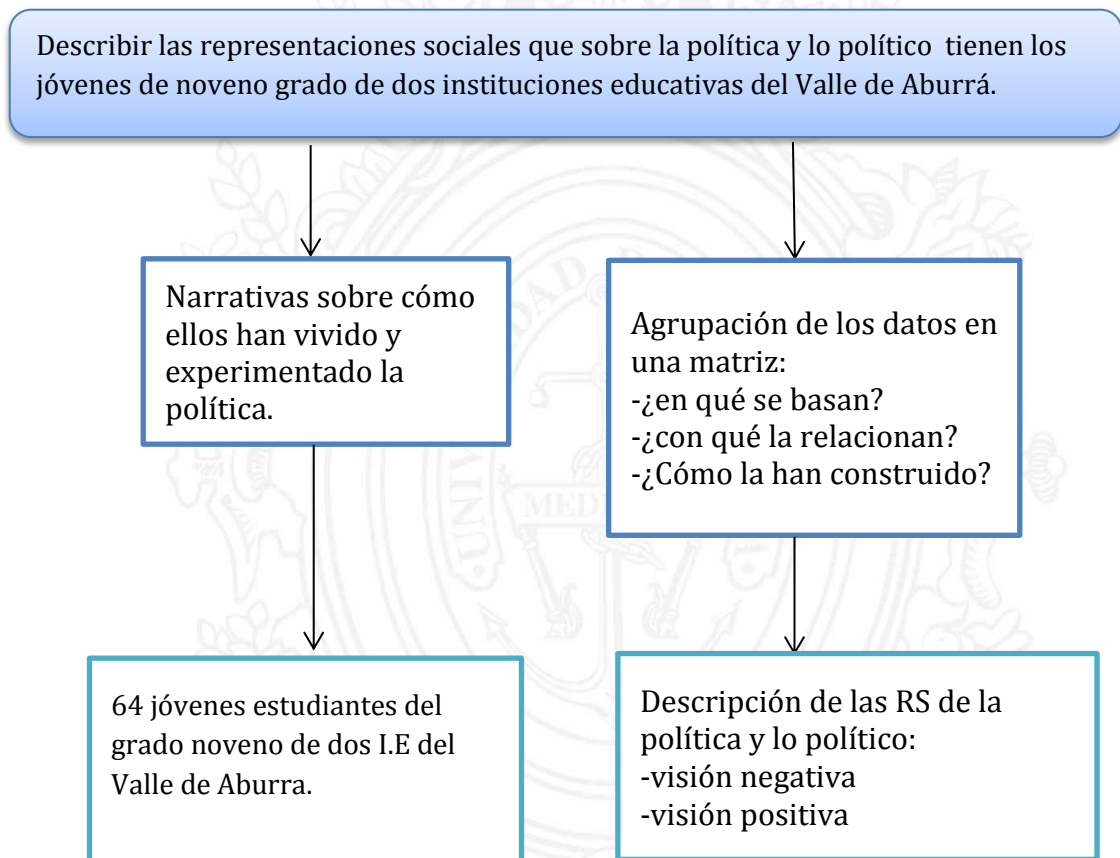 Describir las representaciones sociales que sobre la política y lo político tienen los
jóvenes de noveno grado de dos instituciones educativas del Valle de Aburrá.
Narrativas sobre cómo
ellos han vivido y
experimentado la
política.
Agrupación de los datos en
una matriz:
-¿en qué se basan?
-¿con qué la relacionan?
-¿Cómo la han construido?
64 jóvenes estudiantes del
grado noveno de dos I.E del
Valle de Aburra.
Descripción de las RS de la
política y lo político:
-visión negativa
-visión positiva